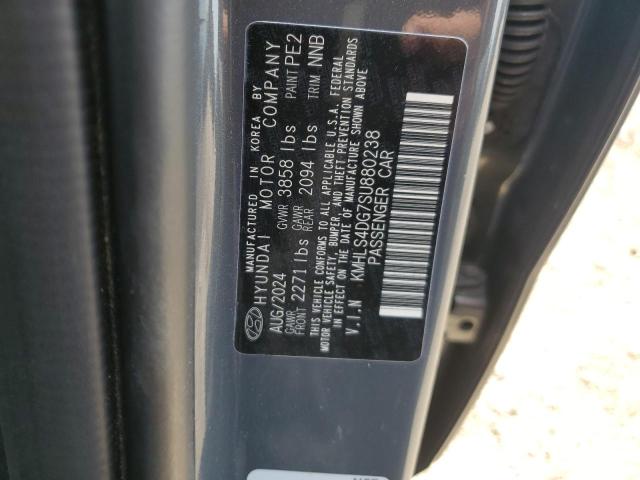 MANUFACTURED IN KOREA BY
HYUNDAI MOTOR COMPANY
AUG/2024 GVWR 3858 lbs PAINT PE2
GAWR FRONT 2271 lbs GAWR REAR 2094 lbs TRIM NNB
THIS VEHICLE CONFORMS TO ALL APPLICABLE U.S.A. FEDERAL
MOTOR VEHICLE SAFETY, BUMPER, AND THEFT PREVENTION STANDARDS
IN EFFECT ON THE DATE OF MANUFACTURE SHOWN ABOVE
V.I.N KMHLS4DG7SU880238
PASSENGER CAR